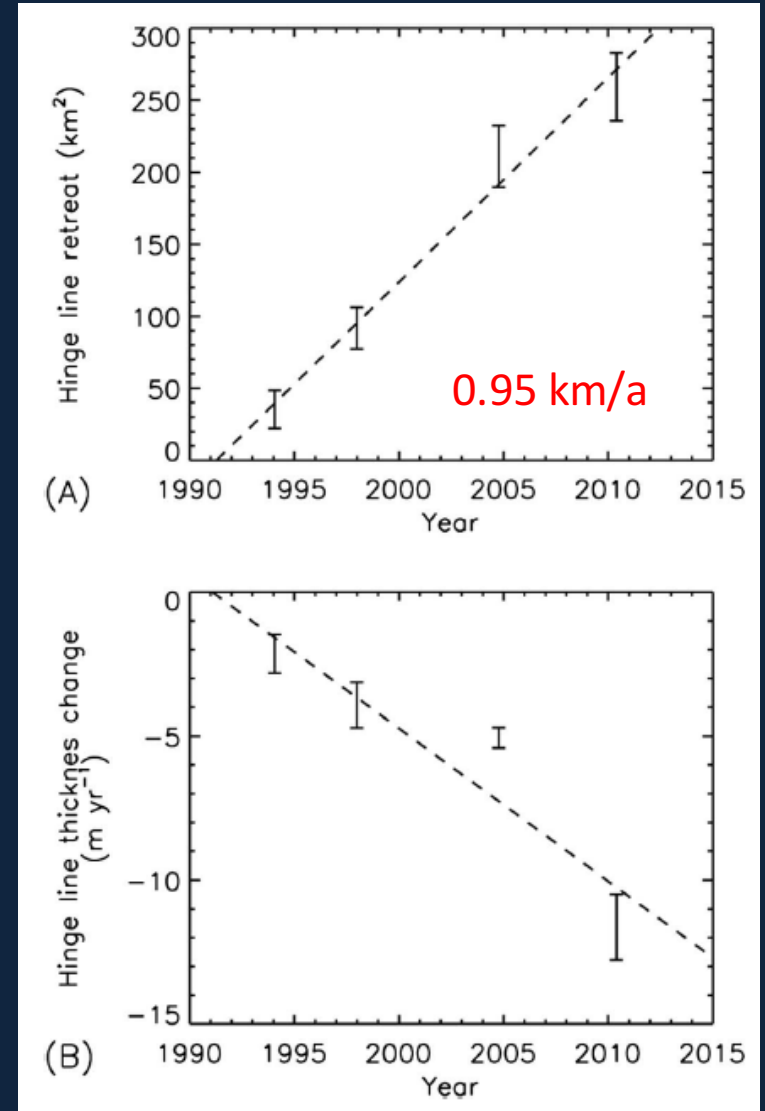 Hinge line retreat (km²)
300
250
200
150
100
50
0
0.95 km/a
1990 1995 2000 2005 2010 2015
Year
(A)
Hinge line thicknes change
(m yr⁻¹)
0
−5
−10
−15
1990 1995 2000 2005 2010 2015
Year
(B)